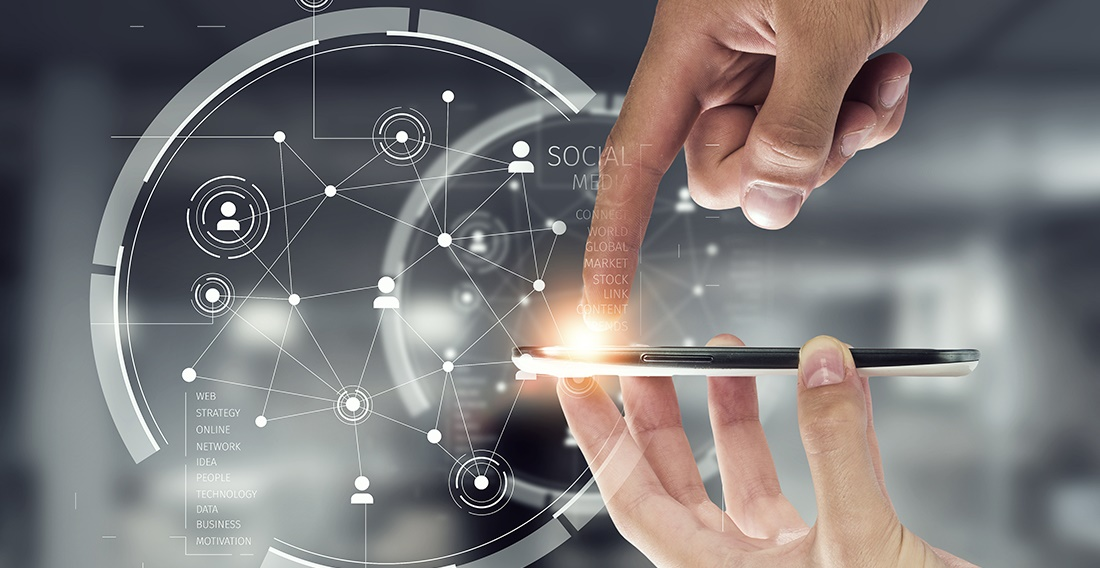 SOCIAL
MEDIA
CONNECT
WORLD
GLOBAL
MARKET
STOCK
LINK
CONTENT
WEB
STRATEGY
ONLINE
NETWORK
IDEA
PEOPLE
TECHNOLOGY
DATA
BUSINESS
MOTIVATION